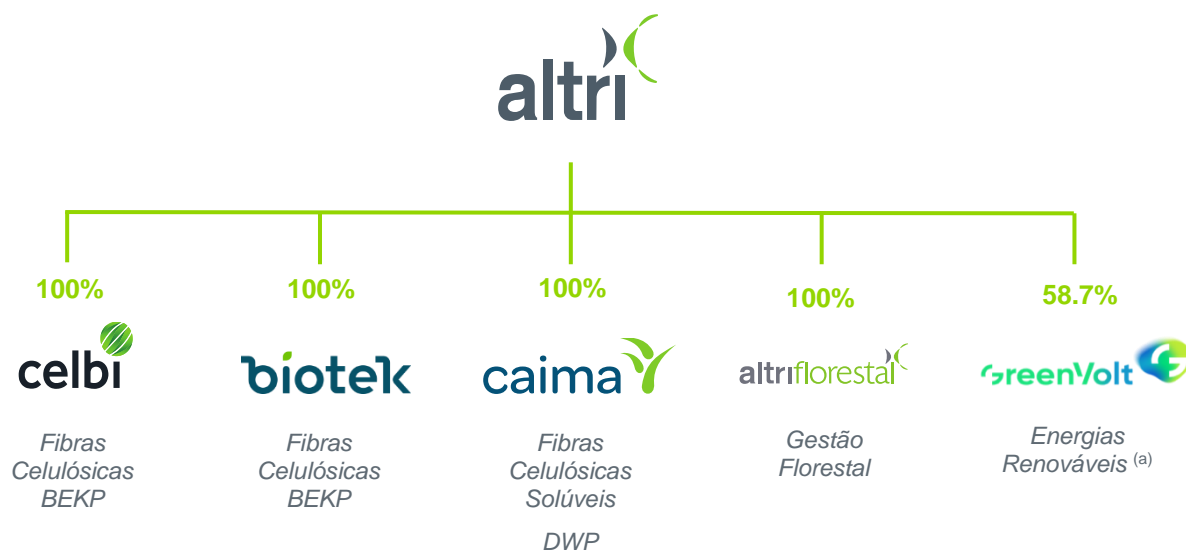 altri
100%
100%
100%
100%
58.7%
celbi
biotek
caima
altriflorestal
GreenVolt
Fibras
Celulósicas
BEKP
Fibras
Celulósicas
BEKP
Fibras
Celulósicas
Solúveis
DWP
Gestão
Florestal
Energias
Renováveis (a)